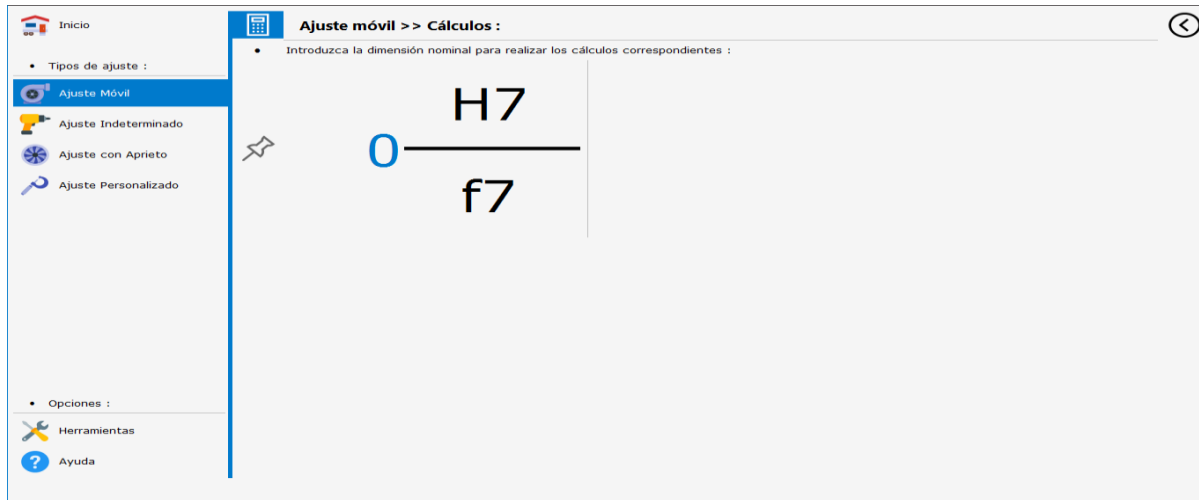 Inicio
Tipos de ajuste :
Ajuste Móvil
Ajuste Indeterminado
Ajuste con Aprieto
Ajuste Personalizado
Opciones :
Herramientas
Ayuda
Ajuste móvil >> Cálculos :
Introduzca la dimensión nominal para realizar los cálculos correspondientes :
H7
0
f7